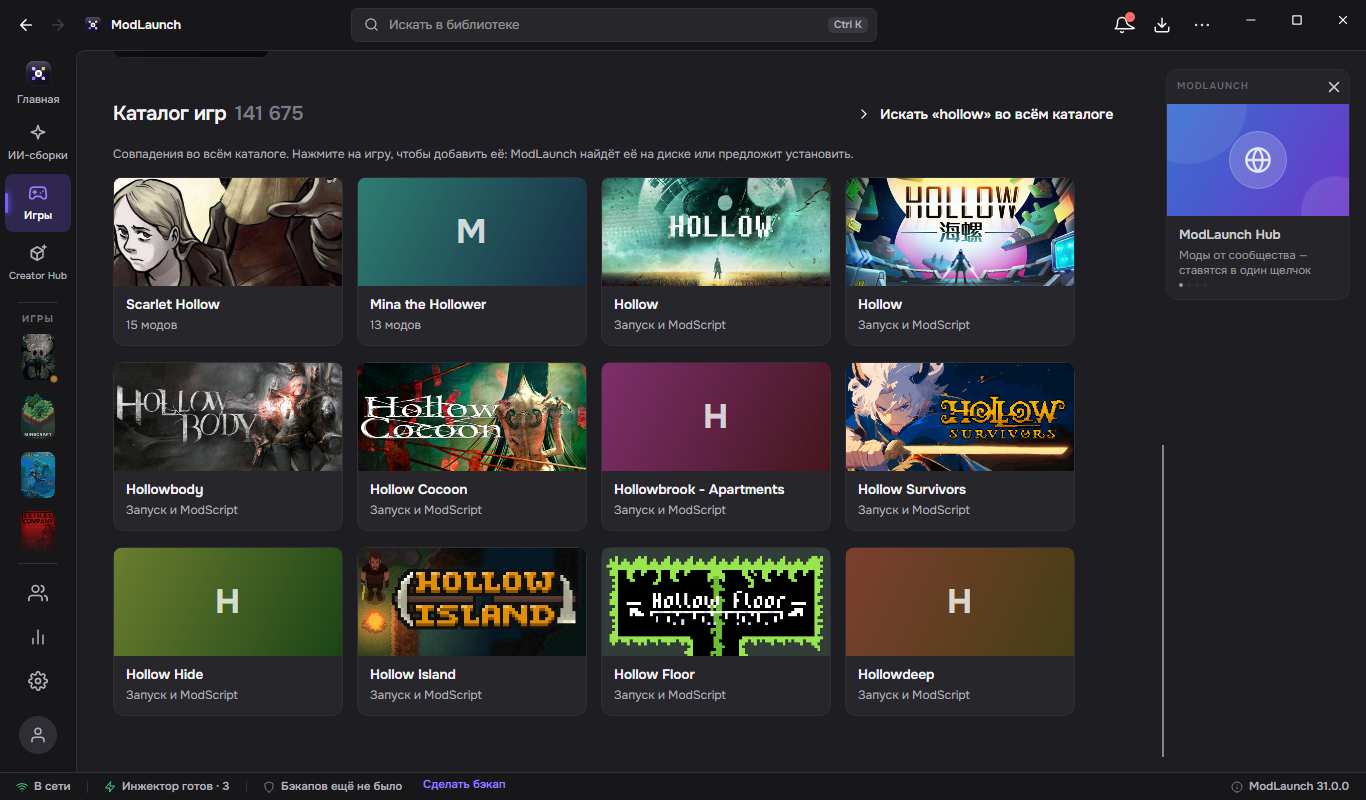 ModLaunch
Искать в библиотеке
Ctrl K
Главная
ИИ-сборки
Игры
Creator Hub
ИГРЫ
MINECRAFT
LETHAL
COMPANY
Каталог игр 141 675
Искать «hollow» во всём каталоге
Совпадения во всём каталоге. Нажмите на игру, чтобы добавить её: ModLaunch найдёт её на диске или предложит установить.
Scarlet Hollow
15 модов
M
Mina the Hollower
13 модов
HOLLOW
Hollow
Запуск и ModScript
HOLLOW
海螺
Hollow
Запуск и ModScript
HOLLOW
BODY
Hollowbody
Запуск и ModScript
Hollow
Cocoon
Hollow Cocoon
Запуск и ModScript
H
Hollowbrook - Apartments
Запуск и ModScript
HOLLOW
SURVIVORS
Hollow Survivors
Запуск и ModScript
H
Hollow Hide
Запуск и ModScript
HOLLOW
ISLAND
Hollow Island
Запуск и ModScript
Hollow Floor
Hollow Floor
Запуск и ModScript
H
Hollowdeep
Запуск и ModScript
MODLAUNCH
ModLaunch Hub
Моды от сообщества —
ставятся в один щелчок
В сети
Инжектор готов · 3
Бэкапов ещё не было
Сделать бэкап
ModLaunch 31.0.0